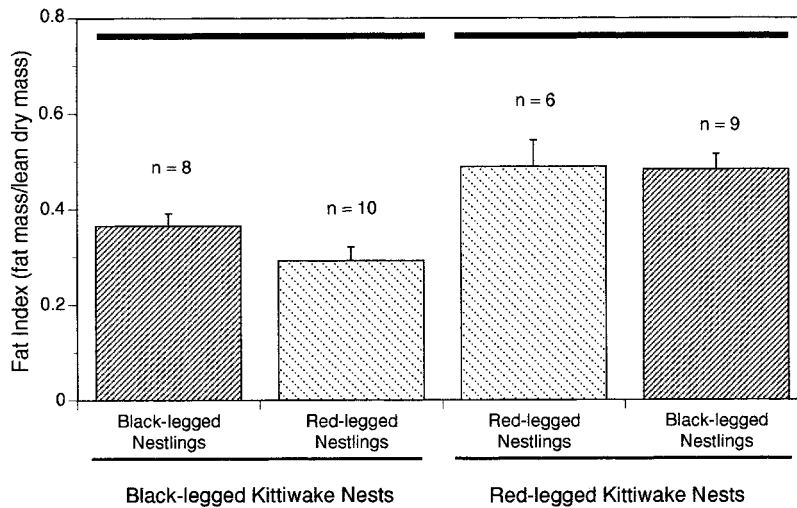 Fat Index (fat mass/lean dry mass)
0.8
0.6
0.4
0.2
0
n = 8
n = 10
n = 6
n = 9
Black-legged
Nestlings
Red-legged
Nestlings
Red-legged
Nestlings
Black-legged
Nestlings
Black-legged Kittiwake Nests
Red-legged Kittiwake Nests